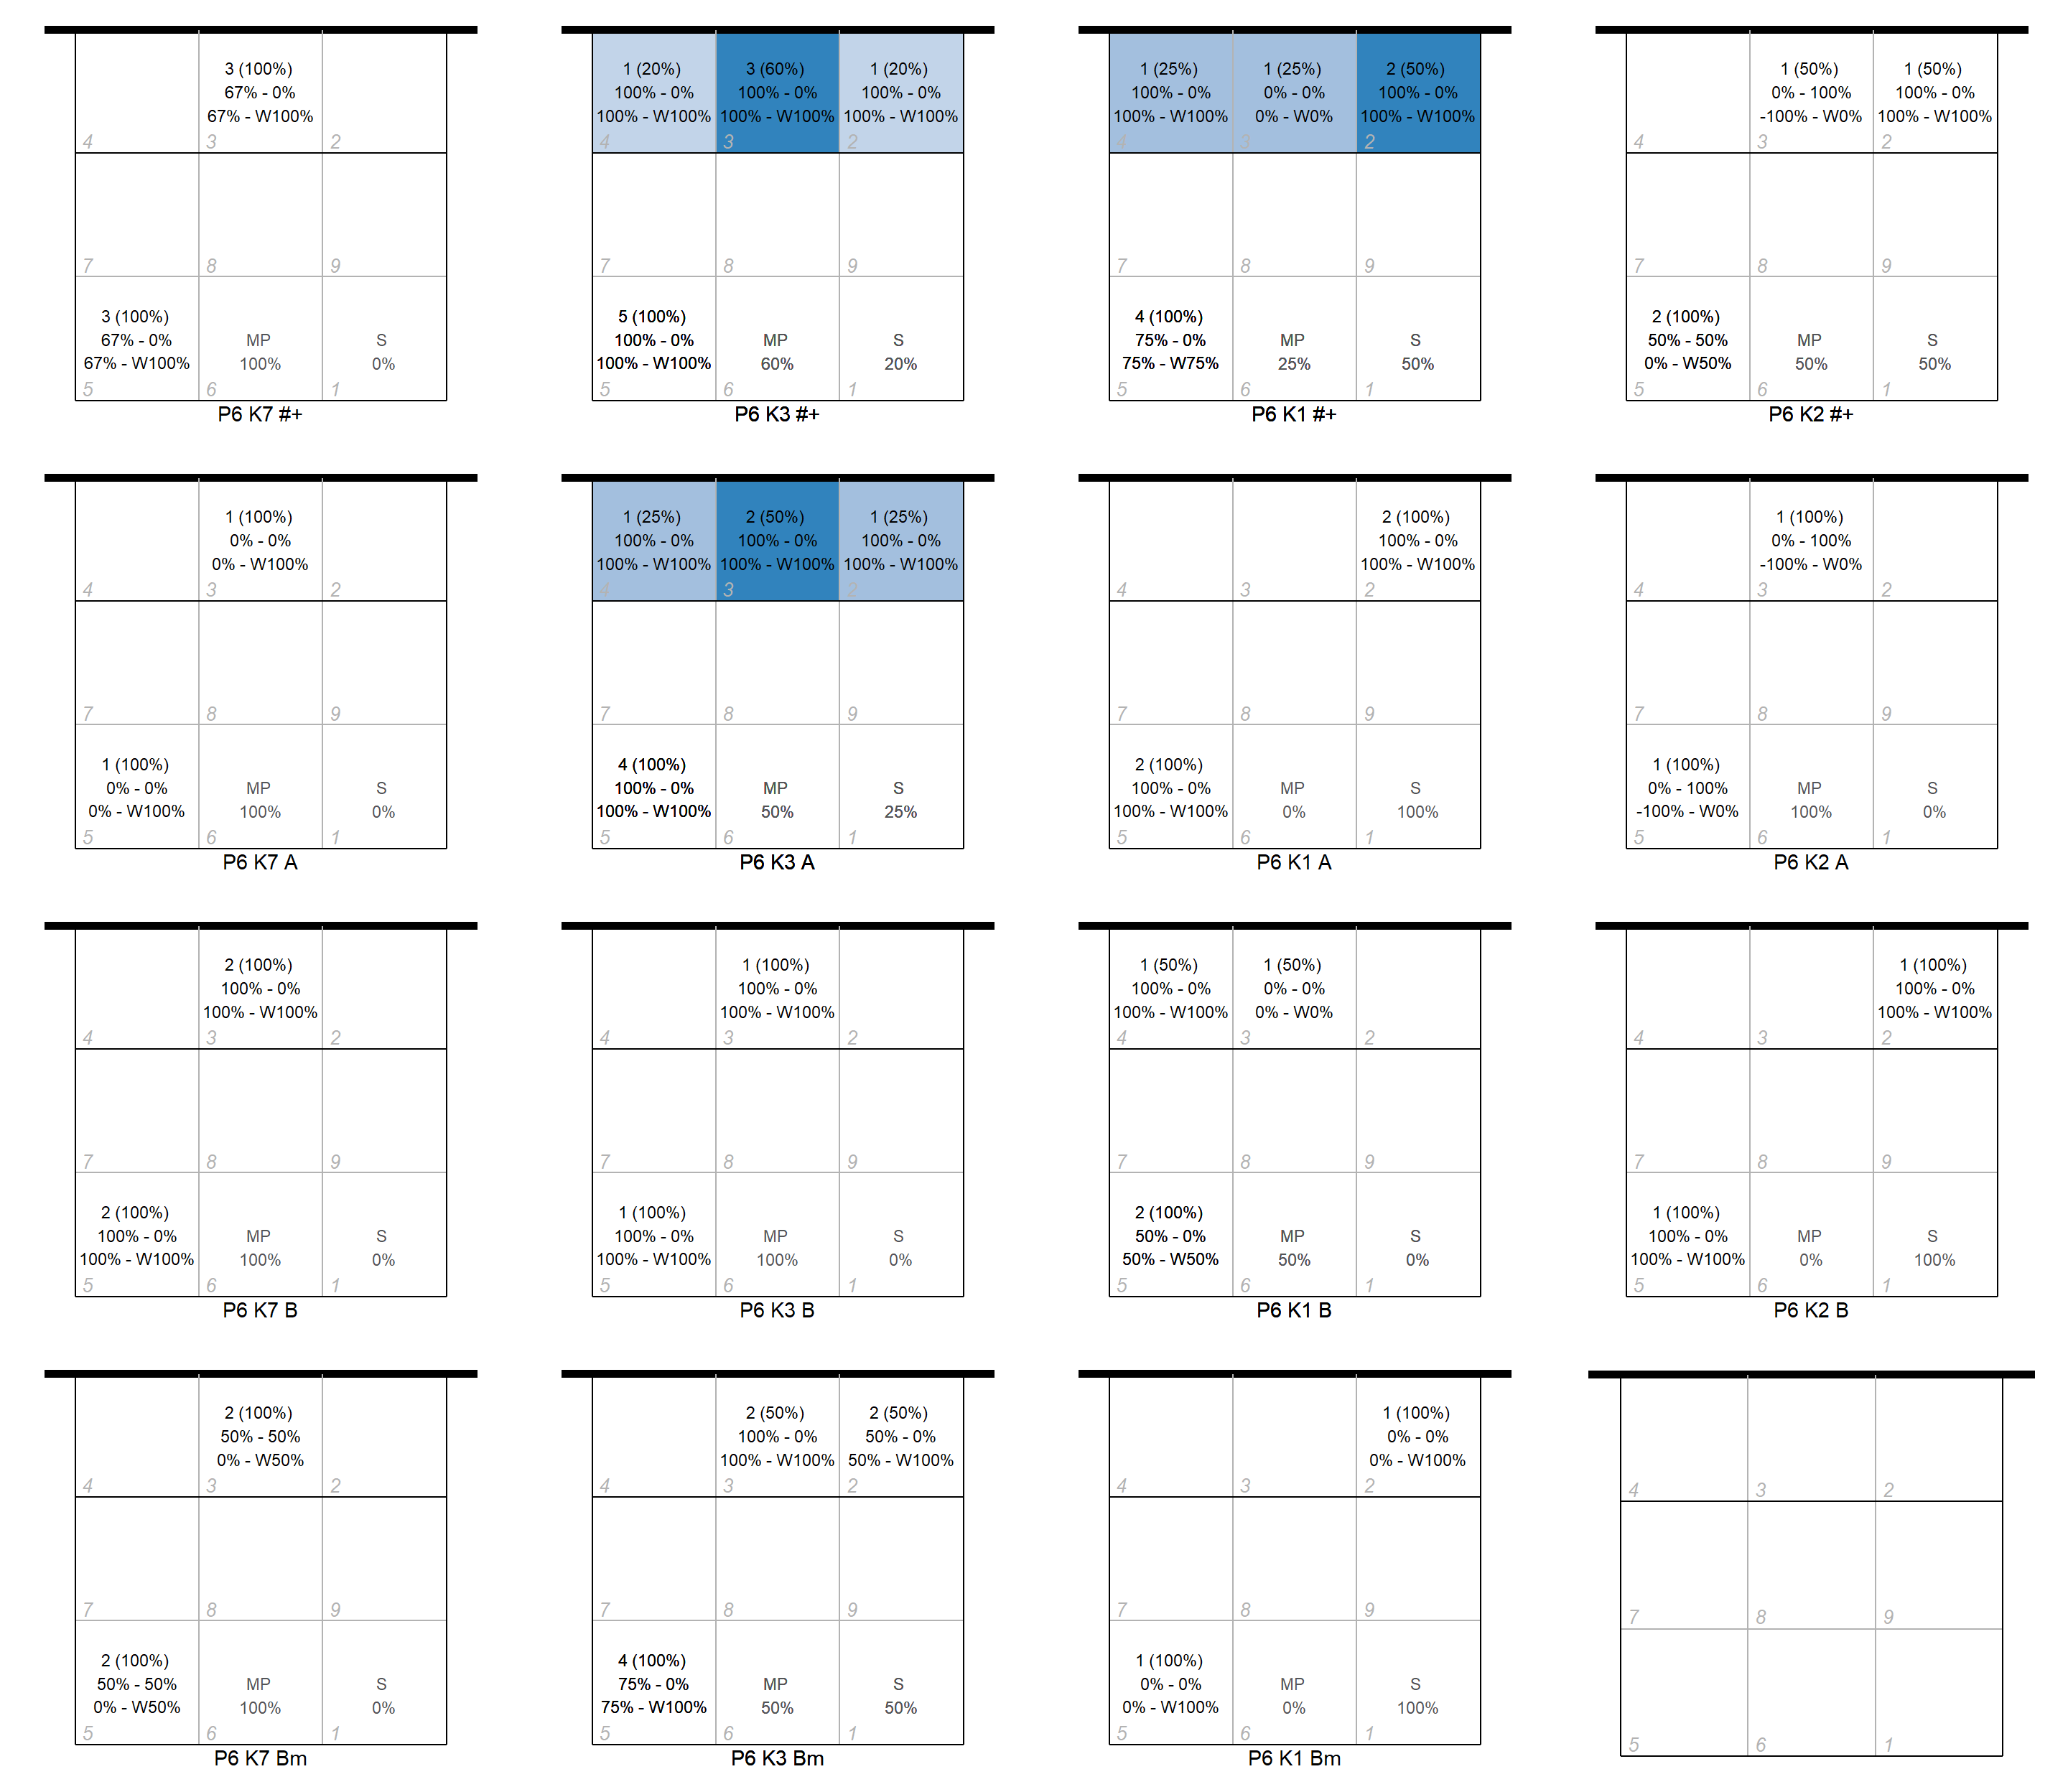 3 (100%)
67% - 0%
67% - W100%
4 3 2
7 8 9
3 (100%)
67% - 0% MP S
67% - W100% 100% 0%
5 6 1
P6 K7 #+
1 (20%) 3 (60%) 1 (20%)
100% - 0% 100% - 0% 100% - 0%
100% - W100% 100% - W100% 100% - W100%
4 3 2
7 8 9
5 (100%)
100% - 0% MP S
100% - W100% 60% 20%
5 6 1
P6 K3 #+
1 (25%) 1 (25%) 2 (50%)
100% - 0% 0% - 0% 100% - 0%
100% - W100% 0% - W0% 100% - W100%
4 3 2
7 8 9
4 (100%)
75% - 0% MP S
75% - W75% 25% 50%
5 6 1
P6 K1 #+
1 (50%) 1 (50%)
0% - 100% 100% - 0%
-100% - W0% 100% - W100%
4 3 2
7 8 9
2 (100%)
50% - 50% MP S
0% - W50% 50% 50%
5 6 1
P6 K2 #+
1 (100%)
0% - 0%
0% - W100%
4 3 2
7 8 9
1 (100%)
0% - 0% MP S
0% - W100% 100% 0%
5 6 1
P6 K7 A
1 (25%) 2 (50%) 1 (25%)
100% - 0% 100% - 0% 100% - 0%
100% - W100% 100% - W100% 100% - W100%
4 3 2
7 8 9
4 (100%)
100% - 0% MP S
100% - W100% 50% 25%
5 6 1
P6 K3 A
2 (100%)
100% - 0%
100% - W100%
4 3 2
7 8 9
2 (100%)
100% - 0% MP S
100% - W100% 0% 100%
5 6 1
P6 K1 A
1 (100%)
0% - 100%
-100% - W0%
4 3 2
7 8 9
1 (100%)
0% - 100% MP S
-100% - W0% 100% 0%
5 6 1
P6 K2 A
2 (100%)
100% - 0%
100% - W100%
4 3 2
7 8 9
2 (100%)
100% - 0% MP S
100% - W100% 100% 0%
5 6 1
P6 K7 B
1 (100%)
100% - 0%
100% - W100%
4 3 2
7 8 9
1 (100%)
100% - 0% MP S
100% - W100% 100% 0%
5 6 1
P6 K3 B
1 (50%) 1 (50%)
100% - 0% 0% - 0%
100% - W100% 0% - W0%
4 3 2
7 8 9
2 (100%)
50% - 0% MP S
50% - W50% 50% 0%
5 6 1
P6 K1 B
1 (100%)
100% - 0%
100% - W100%
4 3 2
7 8 9
1 (100%)
100% - 0% MP S
100% - W100% 0% 100%
5 6 1
P6 K2 B
2 (100%)
50% - 50%
0% - W50%
4 3 2
7 8 9
2 (100%)
50% - 50% MP S
0% - W50% 100% 0%
5 6 1
P6 K7 Bm
2 (50%) 2 (50%)
100% - 0% 50% - 0%
100% - W100% 50% - W100%
4 3 2
7 8 9
4 (100%)
75% - 0% MP S
75% - W100% 50% 50%
5 6 1
P6 K3 Bm
1 (100%)
0% - 0%
0% - W100%
4 3 2
7 8 9
1 (100%)
0% - 0% MP S
0% - W100% 0% 100%
5 6 1
P6 K1 Bm
4 3 2
7 8 9
5 6 1